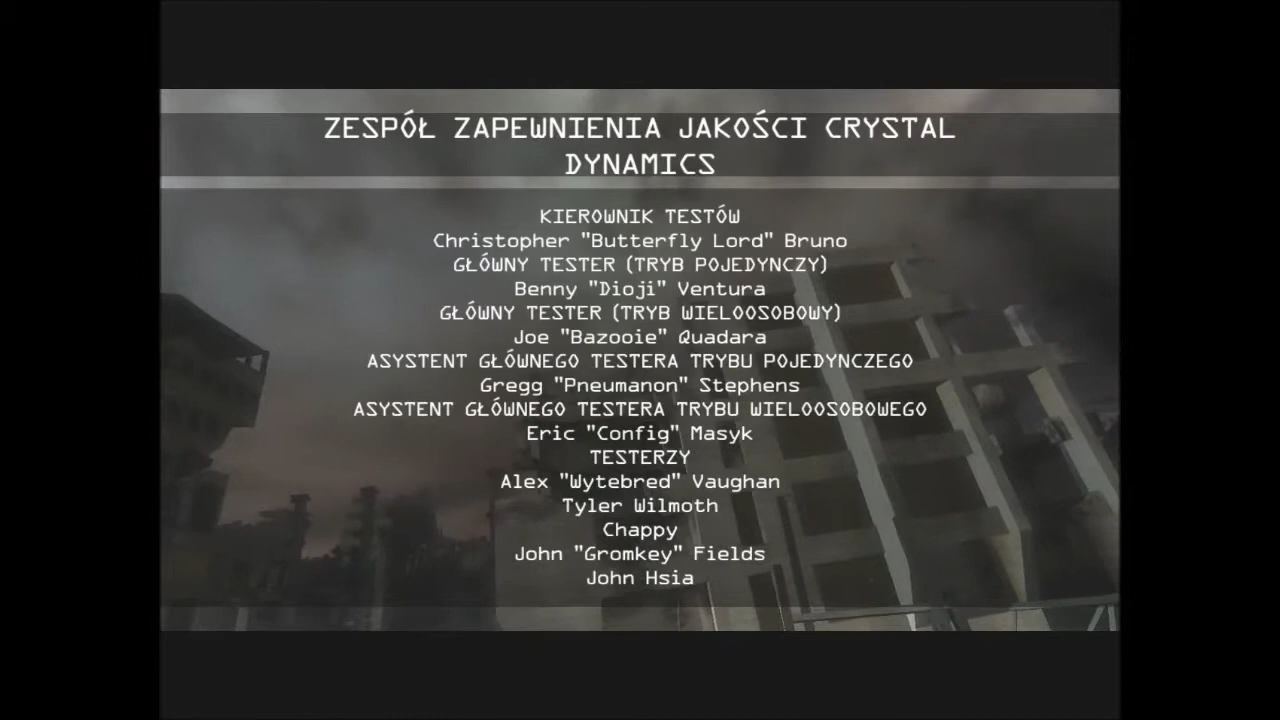 ZESPÓŁ ZAPEWNIENIA JAKOŚCI CRYSTAL
DYNAMICS
KIEROWNIK TESTÓW
Christopher "Butterfly Lord" Bruno
GŁÓWNY TESTER (TRYB POJEDYNCZY)
Benny "Dioji" Ventura
GŁÓWNY TESTER (TRYB WIELOOSOBOWY)
Joe "Bazooie" Quadara
ASYSTENT GŁÓWNEGO TESTERA TRYBU POJEDYNCZEGO
Gregg "Pneumanon" Stephens
ASYSTENT GŁÓWNEGO TESTERA TRYBU WIELOOSOBOWEGO
Eric "Config" Masyk
TESTERZY
Alex "Wytebred" Vaughan
Tyler Wilmoth
Chappy
John "Gromkey" Fields
John Hsia